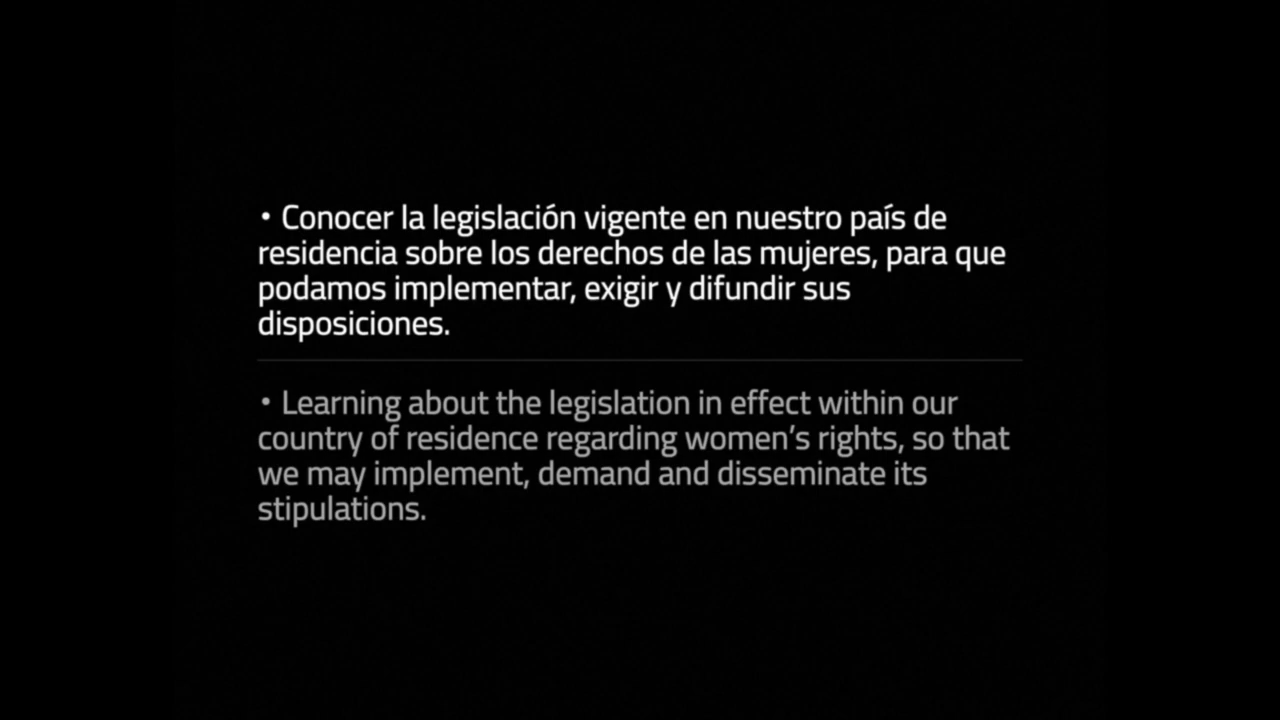 • Conocer la legislación vigente en nuestro país de
residencia sobre los derechos de las mujeres, para que
podamos implementar, exigir y difundir sus
disposiciones.
• Learning about the legislation in effect within our
country of residence regarding women’s rights, so that
we may implement, demand and disseminate its
stipulations.